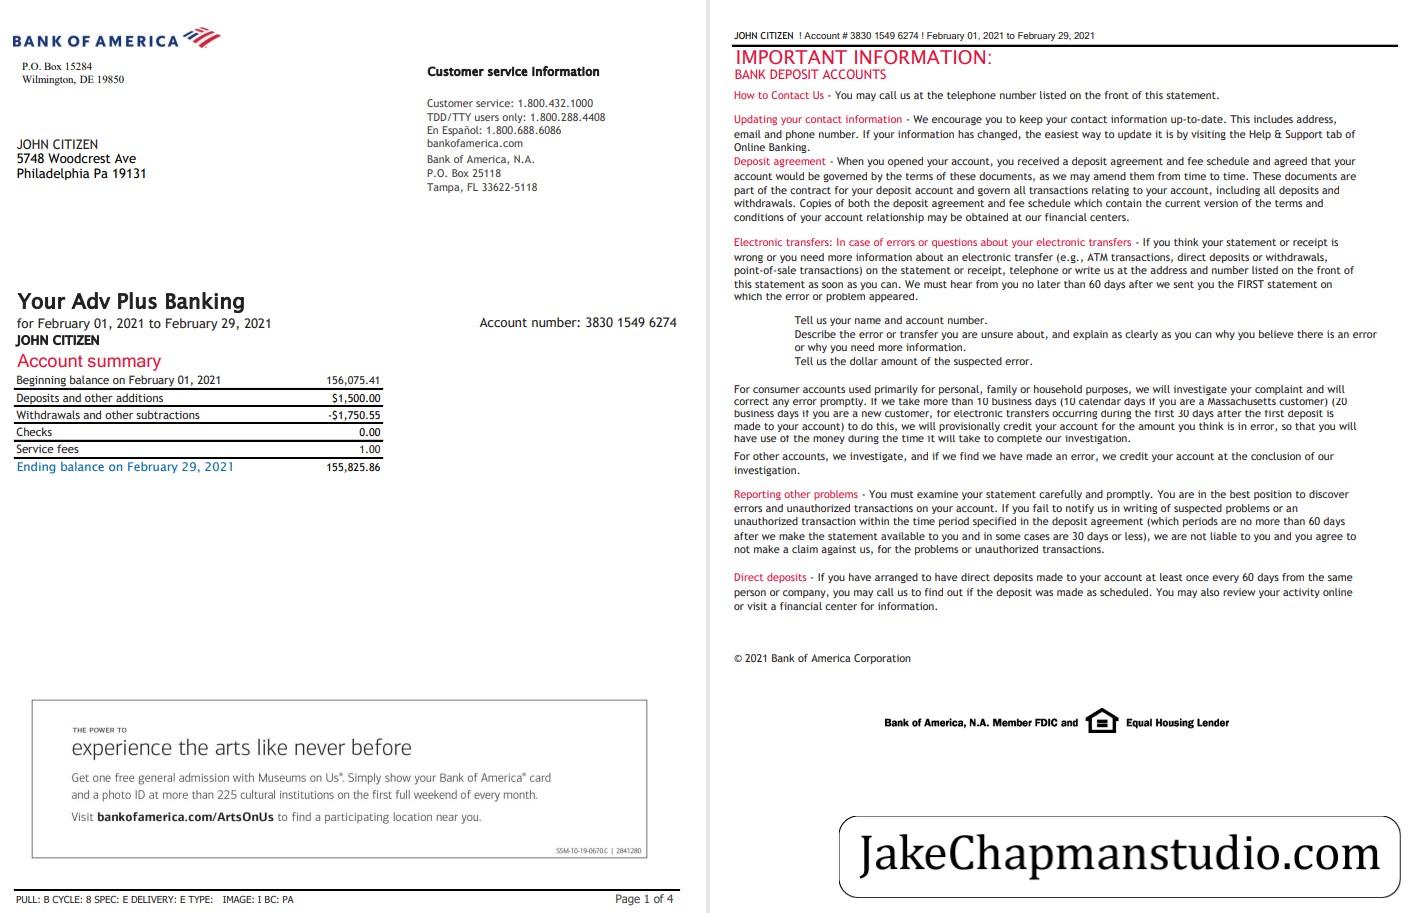 BANK OF AMERICA
P.O. Box 15284
Wilmington, DE 19850
Customer service information
Customer service: 1.800.432.1000
TDD/TTY users only: 1.800.288.4408
En Español: 1.800.688.6086
bankofamerica.com
Bank of America, N.A.
P.O. Box 25118
Tampa, FL 33622-5118
JOHN CITIZEN
5748 Woodcrest Ave
Philadelphia Pa 19131
Your Adv Plus Banking
for February 01, 2021 to February 29, 2021
Account number: 3830 1549 6274
JOHN CITIZEN
Account summary
Beginning balance on February 01, 2021 156,075.41
Deposits and other additions $1,500.00
Withdrawals and other subtractions -$1,750.55
Checks 0.00
Service fees 1.00
Ending balance on February 29, 2021 155,825.86
THE POWER TO
experience the arts like never before
Get one free general admission with Museums on Us®. Simply show your Bank of America® card
and a photo ID at more than 225 cultural institutions on the first full weekend of every month.
Visit bankofamerica.com/ArtsOnUs to find a participating location near you.
SSM-10-19-0670.C | 2841280
PULL: B CYCLE: 8 SPEC: E DELIVERY: E TYPE: IMAGE: I BC: PA
Page 1 of 4
JOHN CITIZEN ! Account # 3830 1549 6274 ! February 01, 2021 to February 29, 2021
IMPORTANT INFORMATION:
BANK DEPOSIT ACCOUNTS
How to Contact Us - You may call us at the telephone number listed on the front of this statement.
Updating your contact information - We encourage you to keep your contact information up-to-date. This includes address,
email and phone number. If your information has changed, the easiest way to update it is by visiting the Help & Support tab of
Online Banking.
Deposit agreement - When you opened your account, you received a deposit agreement and fee schedule and agreed that your
account would be governed by the terms of these documents, as we may amend them from time to time. These documents are
part of the contract for your deposit account and govern all transactions relating to your account, including all deposits and
withdrawals. Copies of both the deposit agreement and fee schedule which contain the current version of the terms and
conditions of your account relationship may be obtained at our financial centers.
Electronic transfers: In case of errors or questions about your electronic transfers - If you think your statement or receipt is
wrong or you need more information about an electronic transfer (e.g., ATM transactions, direct deposits or withdrawals,
point-of-sale transactions) on the statement or receipt, telephone or write us at the address and number listed on the front of
this statement as soon as you can. We must hear from you no later than 60 days after we sent you the FIRST statement on
which the error or problem appeared.
Tell us your name and account number.
Describe the error or transfer you are unsure about, and explain as clearly as you can why you believe there is an error
or why you need more information.
Tell us the dollar amount of the suspected error.
For consumer accounts used primarily for personal, family or household purposes, we will investigate your complaint and will
correct any error promptly. If we take more than 10 business days (10 calendar days if you are a Massachusetts customer) (20
business days if you are a new customer, for electronic transfers occurring during the first 30 days after the first deposit is
made to your account) to do this, we will provisionally credit your account for the amount you think is in error, so that you will
have use of the money during the time it will take to complete our investigation.
For other accounts, we investigate, and if we find we have made an error, we credit your account at the conclusion of our
investigation.
Reporting other problems - You must examine your statement carefully and promptly. You are in the best position to discover
errors and unauthorized transactions on your account. If you fail to notify us in writing of suspected problems or an
unauthorized transaction within the time period specified in the deposit agreement (which periods are no more than 60 days
after we make the statement available to you and in some cases are 30 days or less), we are not liable to you and you agree to
not make a claim against us, for the problems or unauthorized transactions.
Direct deposits - If you have arranged to have direct deposits made to your account at least once every 60 days from the same
person or company, you may call us to find out if the deposit was made as scheduled. You may also review your activity online
or visit a financial center for information.
© 2021 Bank of America Corporation
Bank of America, N.A. Member FDIC and Equal Housing Lender
JakeChapmanstudio.com